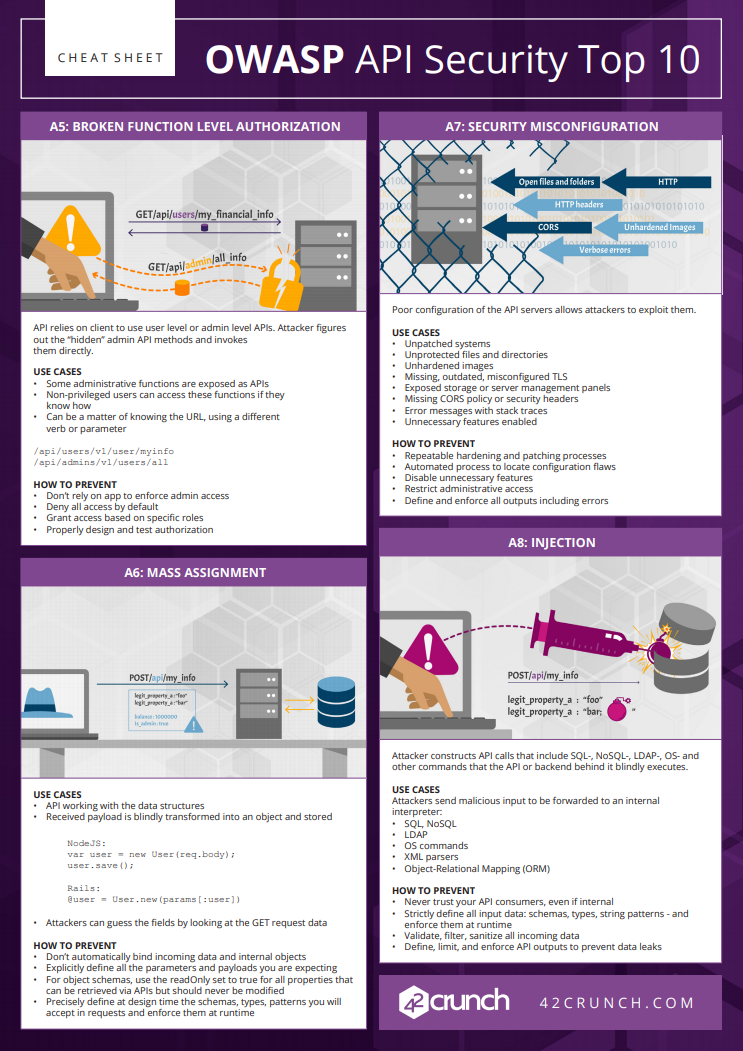 CHEAT SHEET
OWASP API Security Top 10
A5: BROKEN FUNCTION LEVEL AUTHORIZATION
GET/api/users/my_financial_info
GET/api/admin/all_info
API relies on client to use user level or admin level APIs. Attacker figures
out the “hidden” admin API methods and invokes
them directly.
USE CASES
• Some administrative functions are exposed as APIs
• Non-privileged users can access these functions if they
know how
• Can be a matter of knowing the URL, using a different
verb or parameter
/api/users/v1/user/myinfo
/api/admins/v1/users/all
HOW TO PREVENT
• Don’t rely on app to enforce admin access
• Deny all access by default
• Grant access based on specific roles
• Properly design and test authorization
A6: MASS ASSIGNMENT
POST/api/my_info
legit_property_a :"foo"
legit_property_a :"bar"
balance: 1000000
is_admin: true
USE CASES
• API working with the data structures
• Received payload is blindly transformed into an object and stored
NodeJS:
var user = new User(req.body);
user.save();
Rails:
@user = User.new(params[:user])
• Attackers can guess the fields by looking at the GET request data
HOW TO PREVENT
• Don’t automatically bind incoming data and internal objects
• Explicitly define all the parameters and payloads you are expecting
• For object schemas, use the readOnly set to true for all properties that
can be retrieved via APIs but should never be modified
• Precisely define at design time the schemas, types, patterns you will
accept in requests and enforce them at runtime
A7: SECURITY MISCONFIGURATION
Open files and folders
HTTP
HTTP headers
CORS
Unhardened Images
Verbose errors
Poor configuration of the API servers allows attackers to exploit them.
USE CASES
• Unpatched systems
• Unprotected files and directories
• Unhardened images
• Missing, outdated, misconfigured TLS
• Exposed storage or server management panels
• Missing CORS policy or security headers
• Error messages with stack traces
• Unnecessary features enabled
HOW TO PREVENT
• Repeatable hardening and patching processes
• Automated process to locate configuration flaws
• Disable unnecessary features
• Restrict administrative access
• Define and enforce all outputs including errors
A8: INJECTION
POST/api/my_info
legit_property_a : "foo"
legit_property_a : "bar; "
Attacker constructs API calls that include SQL-, NoSQL-, LDAP-, OS- and
other commands that the API or backend behind it blindly executes.
USE CASES
Attackers send malicious input to be forwarded to an internal
interpreter:
• SQL, NoSQL
• LDAP
• OS commands
• XML parsers
• Object-Relational Mapping (ORM)
HOW TO PREVENT
• Never trust your API consumers, even if internal
• Strictly define all input data: schemas, types, string patterns - and
enforce them at runtime
• Validate, filter, sanitize all incoming data
• Define, limit, and enforce API outputs to prevent data leaks
42crunch
42CRUNCH.COM